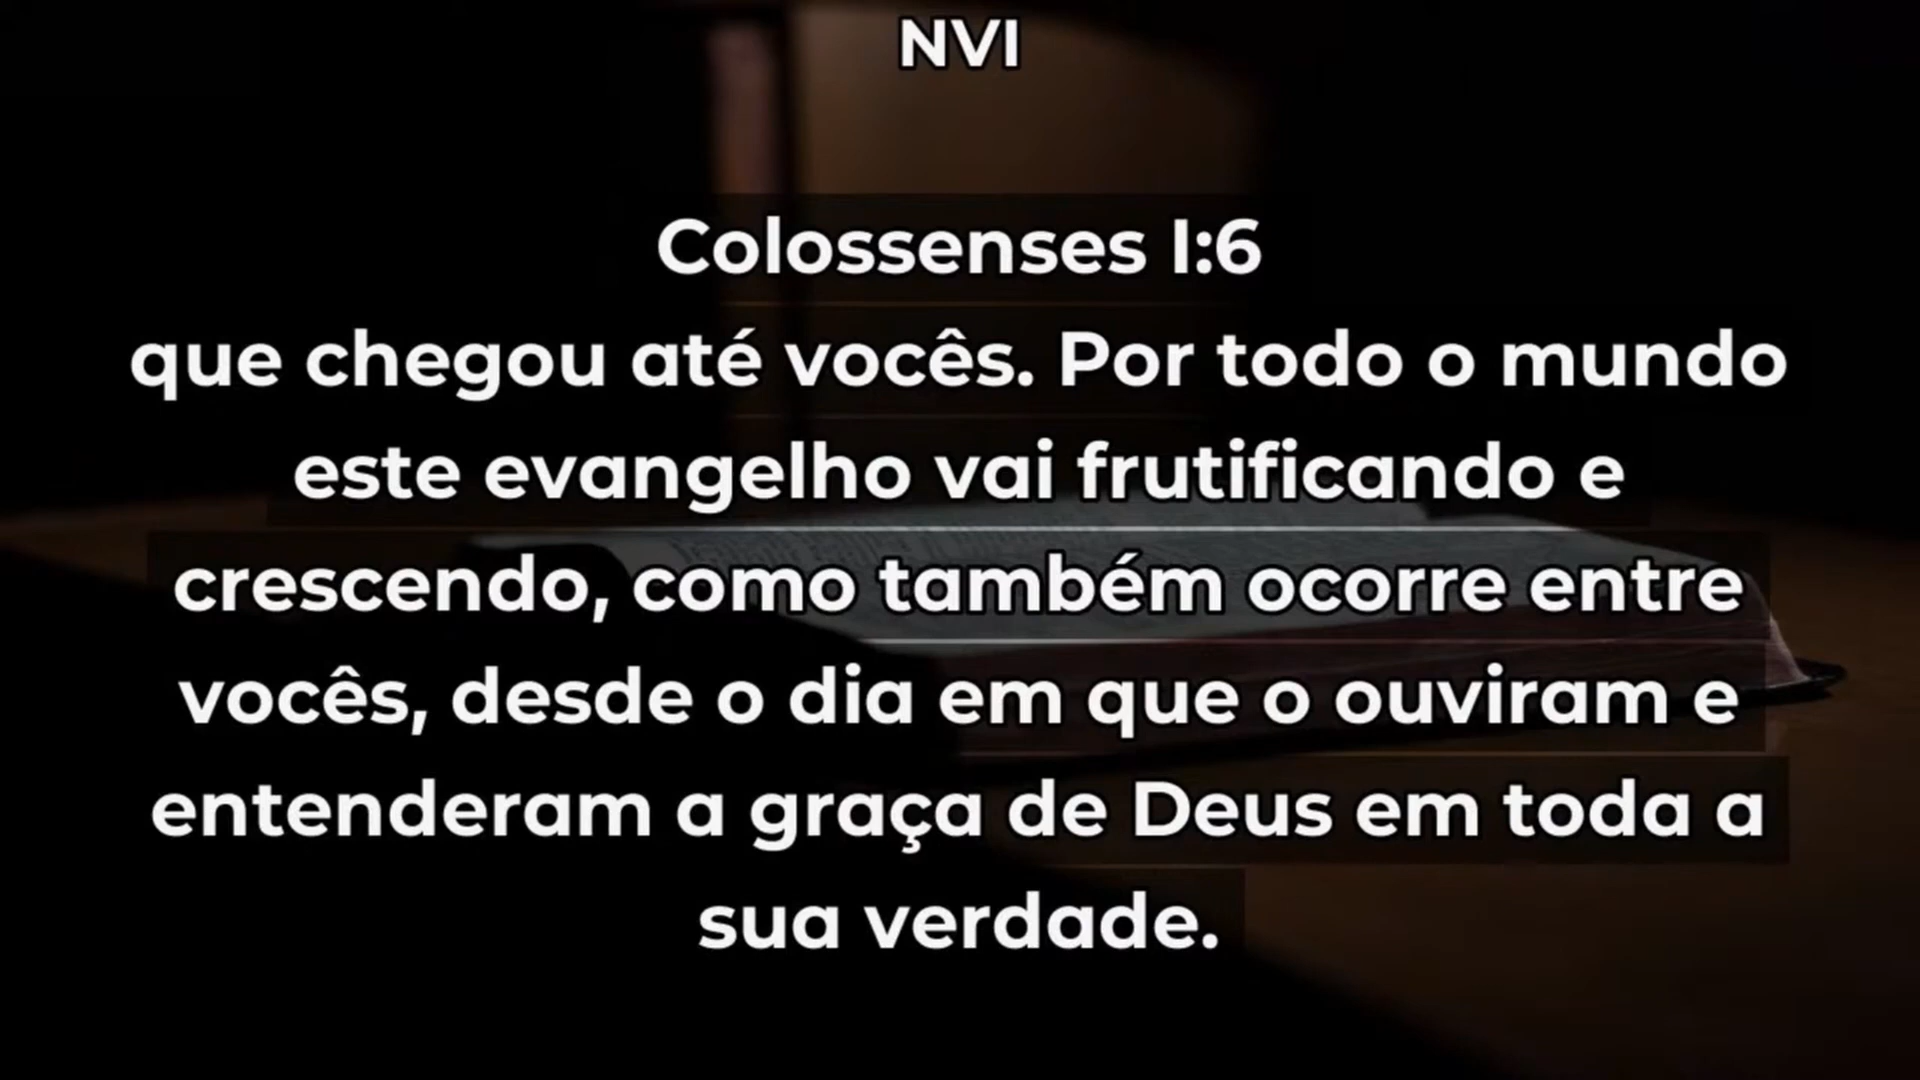 NVI
Colossenses I:6
que chegou até vocês. Por todo o mundo
este evangelho vai frutificando e
crescendo, como também ocorre entre
vocês, desde o dia em que o ouviram e
entenderam a graça de Deus em toda a
sua verdade.